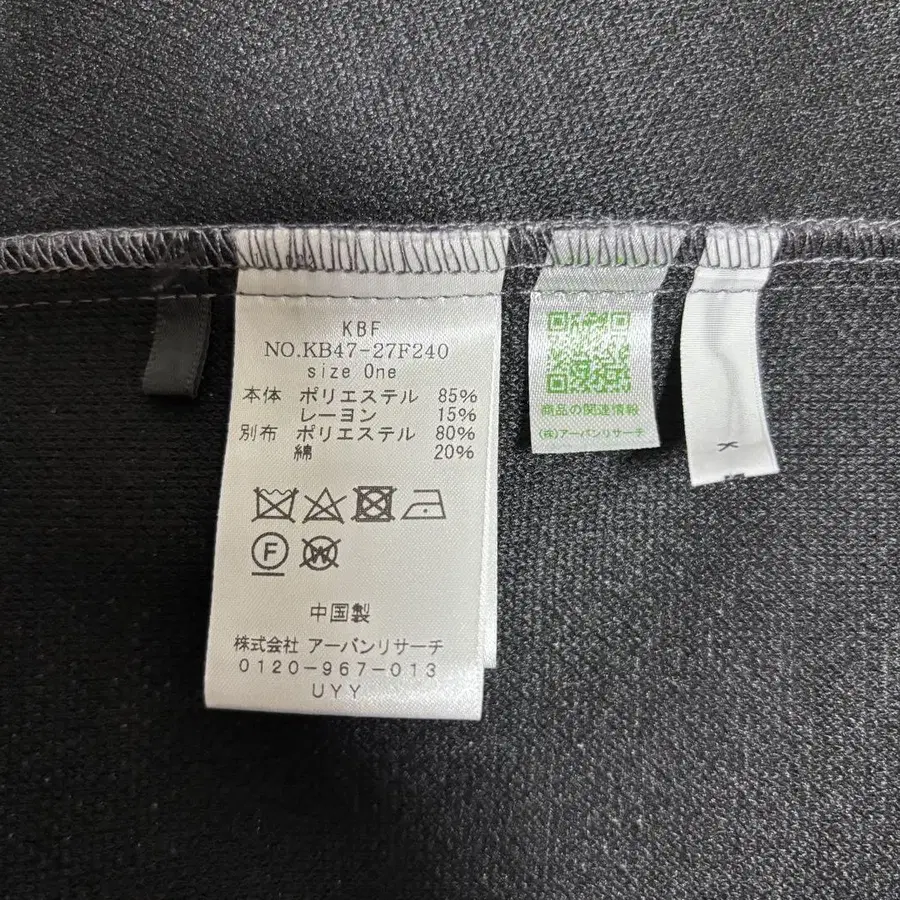 KBF
NO.KB47-27F240
size One
本体 ポリエステル 85%
レーヨン 15%
別布 ポリエステル 80%
綿 20%
F
W
中国製
株式会社 アーバンリサーチ
0120-967-013
UYY
商品の関連情報
(株)アーバンリサーチ